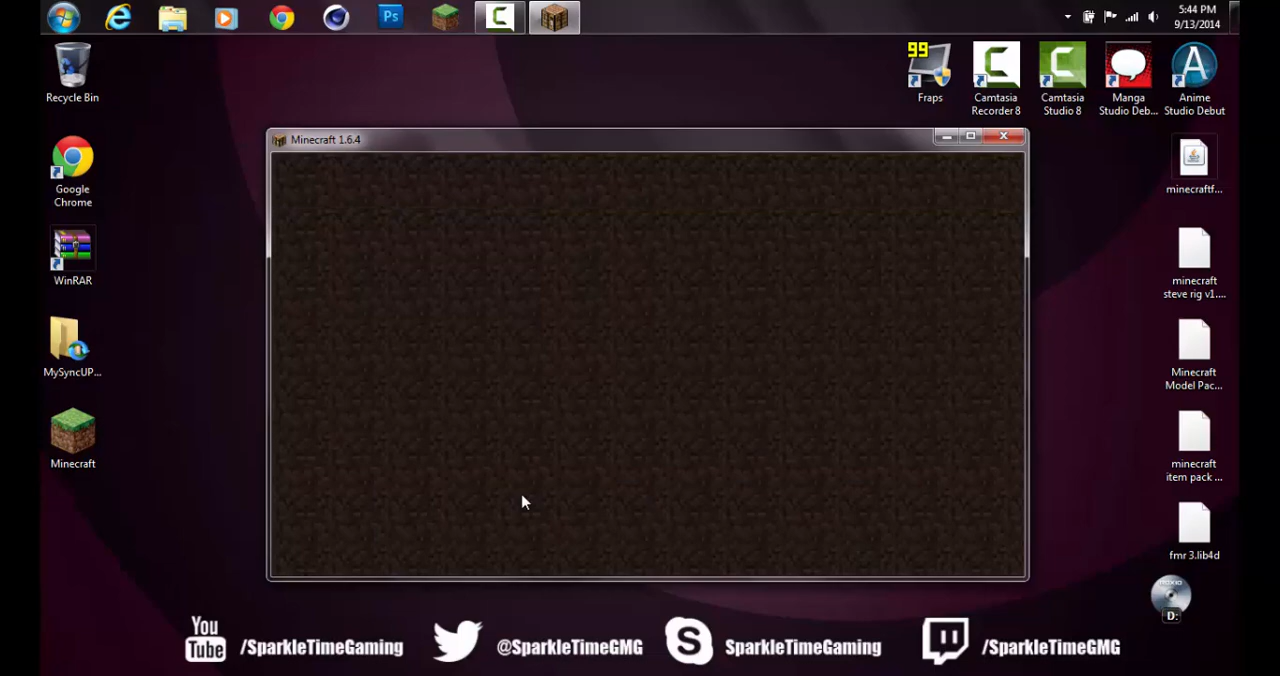 Ps
5:44 PM
9/13/2014
99
Recycle Bin
Fraps
Camtasia
Recorder 8
Camtasia
Studio 8
Manga
Studio Deb...
Anime
Studio Debut
Minecraft 1.6.4
Google
Chrome
minecraftf...
WinRAR
minecraft
steve rig v1....
MySyncUP...
Minecraft
Model Pac...
Minecraft
minecraft
item pack ...
fmr 3.lib4d
D:
You
Tube
/SparkleTimeGaming
@SparkleTimeGMG
SparkleTimeGaming
/SparkleTimeGMG